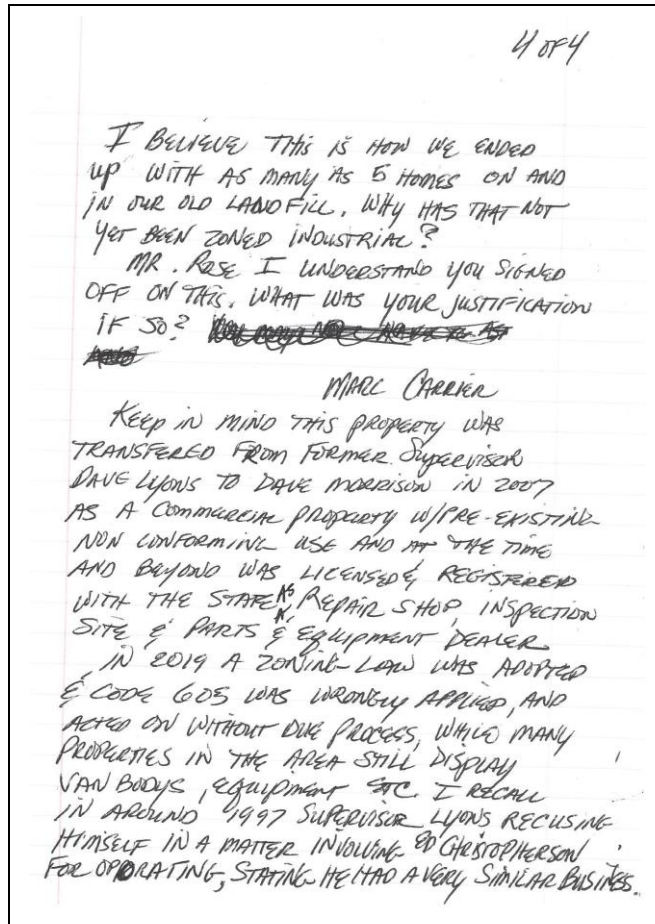 4 OF 4
I BELIEVE THIS IS HOW WE ENDED
UP WITH AS MANY AS 5 HOMES ON AND
IN OUR OLD LANDFILL. WHY HAS THAT NOT
YET BEEN ZONED INDUSTRIAL?
MR. ROSE I UNDERSTAND YOU SIGNED
OFF ON THIS. WHAT WAS YOUR JUSTIFICATION
IF SO?
MARC CARRIER
KEEP IN MIND THIS PROPERTY WAS
TRANSFERED FROM FORMER SUPERVISOR
DAVE LYONS TO DAVE MORRISON IN 2007
AS A COMMERCIAL PROPERTY W/PRE-EXISTING
NON CONFORMING USE AND AT THE TIME
AND BEYOND WAS LICENSED & REGISTERED
WITH THE STATE AS A REPAIR SHOP, INSPECTION
SITE & PARTS & EQUIPMENT DEALER
IN 2019 A ZONING LAW WAS ADOPTED
& CODE 605 WAS WRONGLY APPLIED, AND
ACTED ON WITHOUT DUE PROCESS, WHILE MANY
PROPERTIES IN THE AREA STILL DISPLAY
VAN BODYS, EQUIPMENT ETC. I RECALL
IN AROUND 1997 SUPERVISOR LYONS RECUSING
HIMSELF IN A MATTER INVOLVING ED CHRISTOPHERSON
FOR OPORATING, STATING HE HAD A VERY SIMILAR BUSINESS.